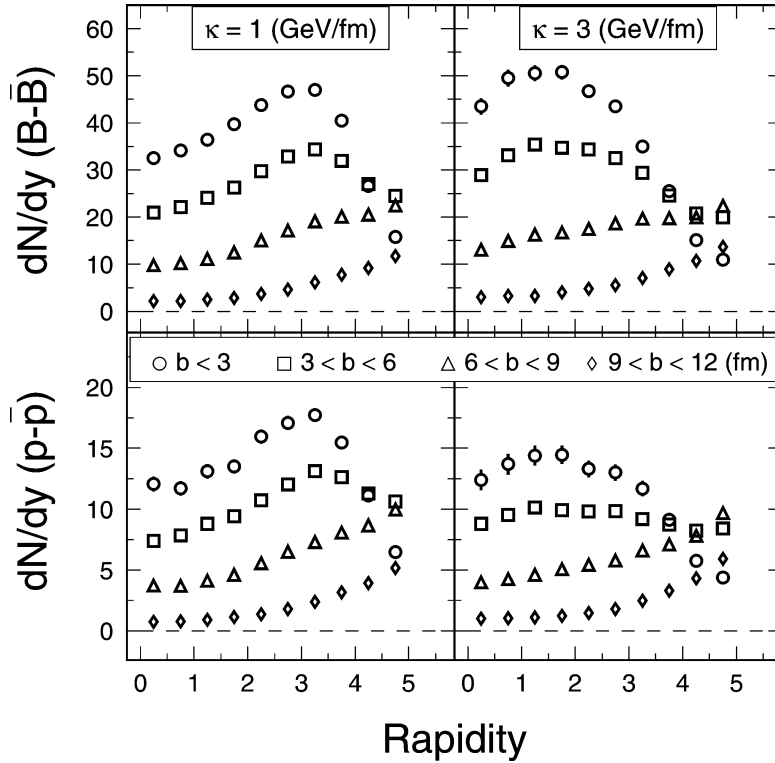 κ = 1 (GeV/fm)
κ = 3 (GeV/fm)
dN/dy (B-B̄)
60
50
40
30
20
10
0
b < 3
3 < b < 6
6 < b < 9
9 < b < 12 (fm)
dN/dy (p-p̄)
20
15
10
5
0
0 1 2 3 4 5
0 1 2 3 4 5
Rapidity